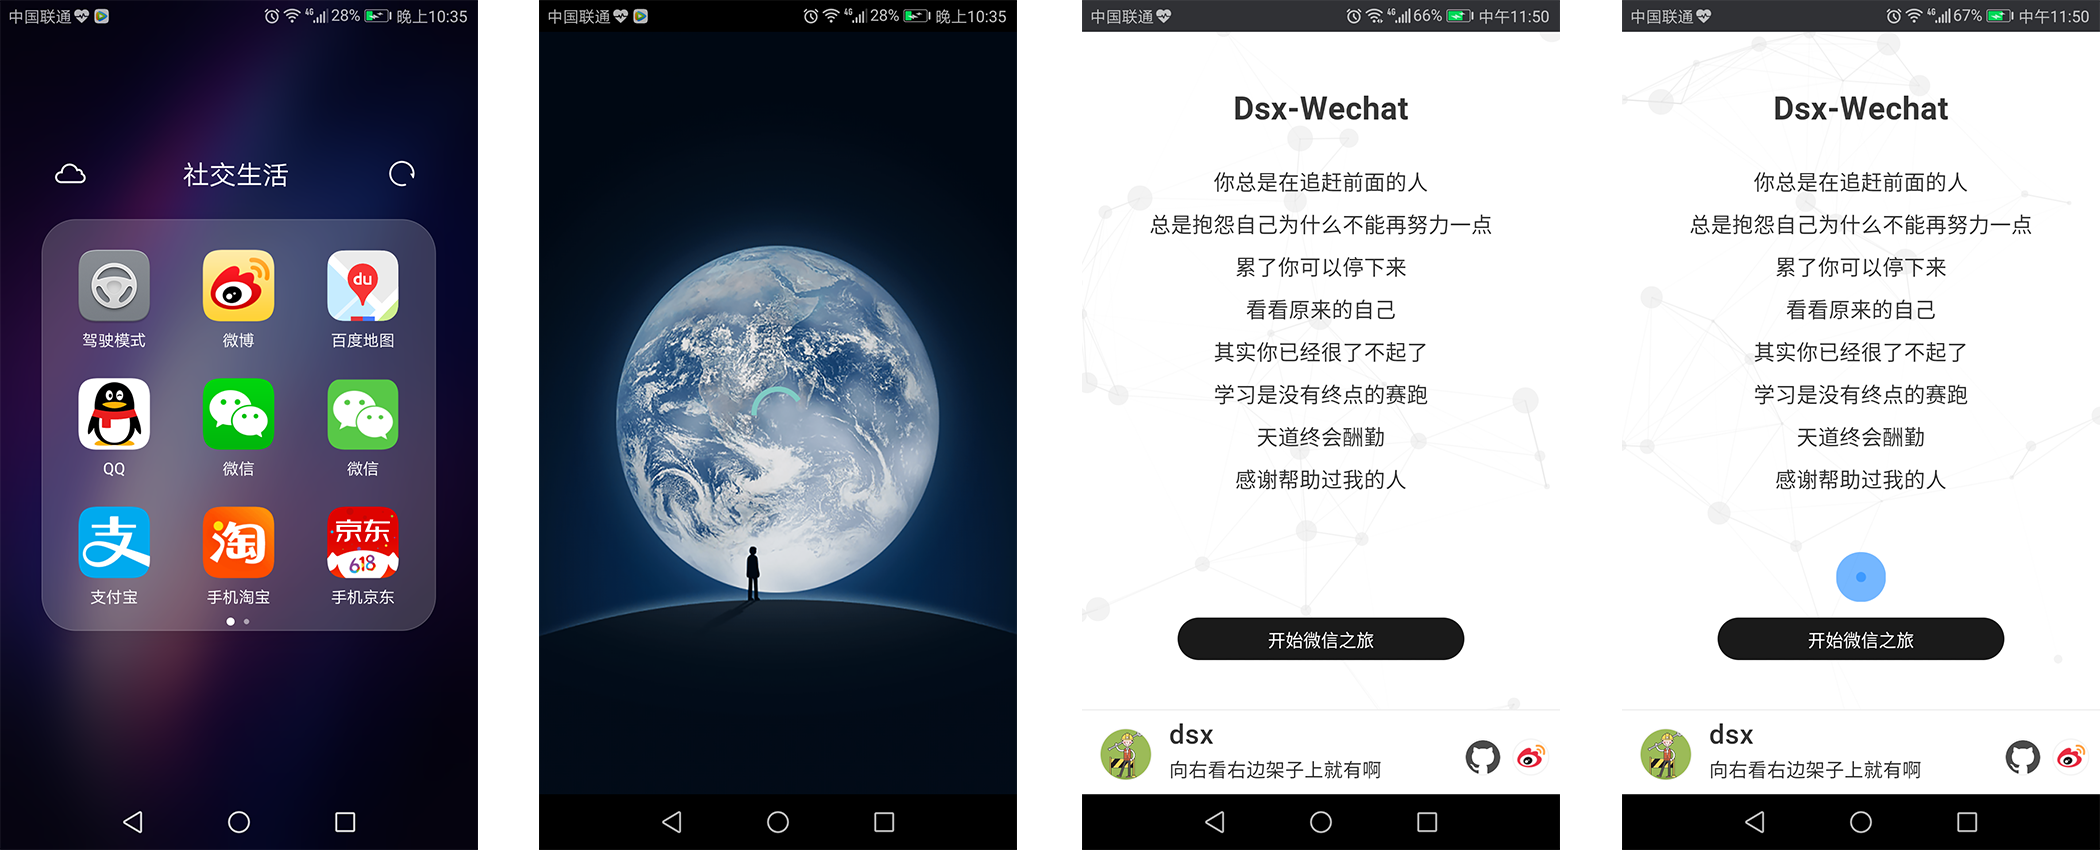 中国联通
4G
28%
晚上10:35
社交生活
驾驶模式
微博
du
百度地图
QQ
微信
微信
支
支付宝
淘
手机淘宝
京东
618
手机京东
中国联通
4G
28%
晚上10:35
中国联通
4G
66%
中午11:50
Dsx-Wechat
你总是在追赶前面的人
总是抱怨自己为什么不能再努力一点
累了你可以停下来
看看原来的自己
其实你已经很了不起了
学习是没有终点的赛跑
天道终会酬勤
感谢帮助过我的人
开始微信之旅
dsx
向右看右边架子上就有啊
中国联通
4G
67%
中午11:50
Dsx-Wechat
你总是在追赶前面的人
总是抱怨自己为什么不能再努力一点
累了你可以停下来
看看原来的自己
其实你已经很了不起了
学习是没有终点的赛跑
天道终会酬勤
感谢帮助过我的人
开始微信之旅
dsx
向右看右边架子上就有啊